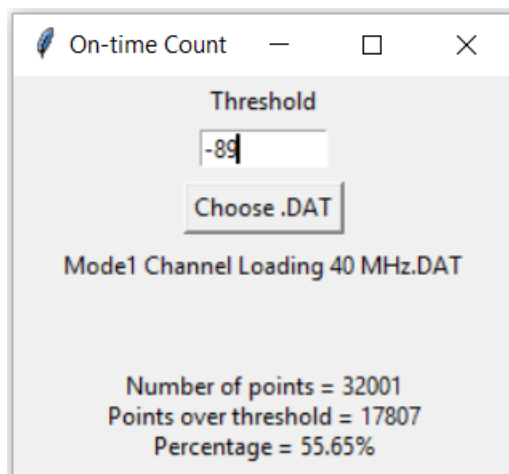 On-time Count
Threshold
-89
Choose .DAT
Mode1 Channel Loading 40 MHz.DAT
Number of points = 32001
Points over threshold = 17807
Percentage = 55.65%